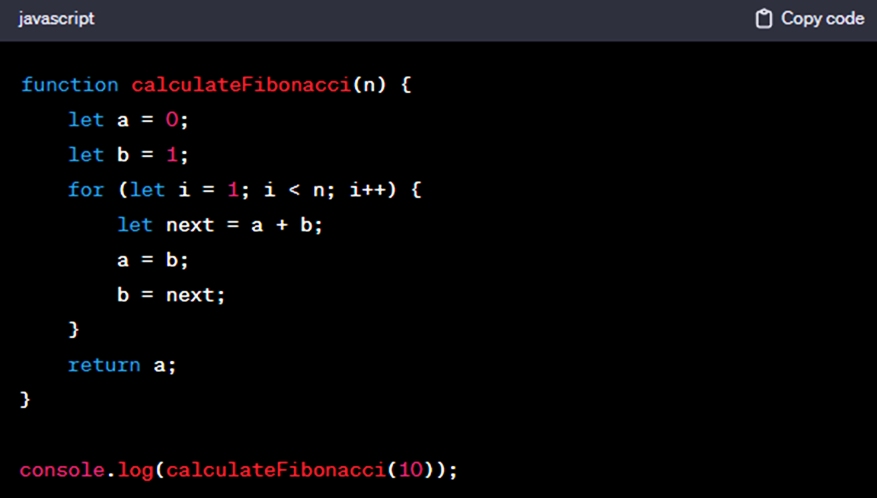 javascript
Copy code
function calculateFibonacci(n) {
    let a = 0;
    let b = 1;
    for (let i = 1; i < n; i++) {
        let next = a + b;
        a = b;
        b = next;
    }
    return a;
}
console.log(calculateFibonacci(10));